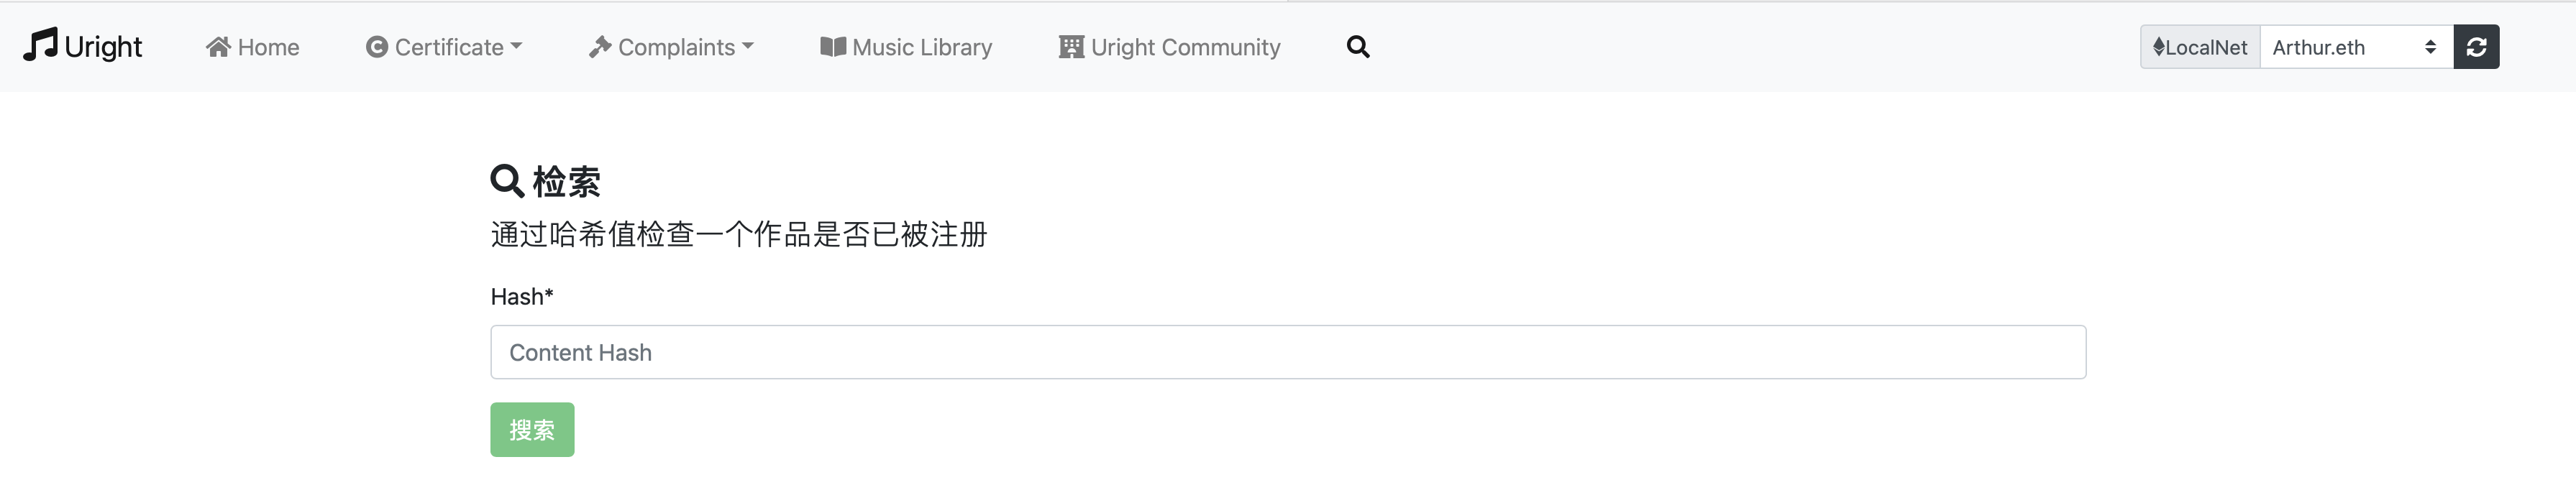 Uright Home Certificate Complaints Music Library Uright Community LocalNet Arthur.eth
检索
通过哈希值检查一个作品是否已被注册
Hash*
Content Hash
搜索